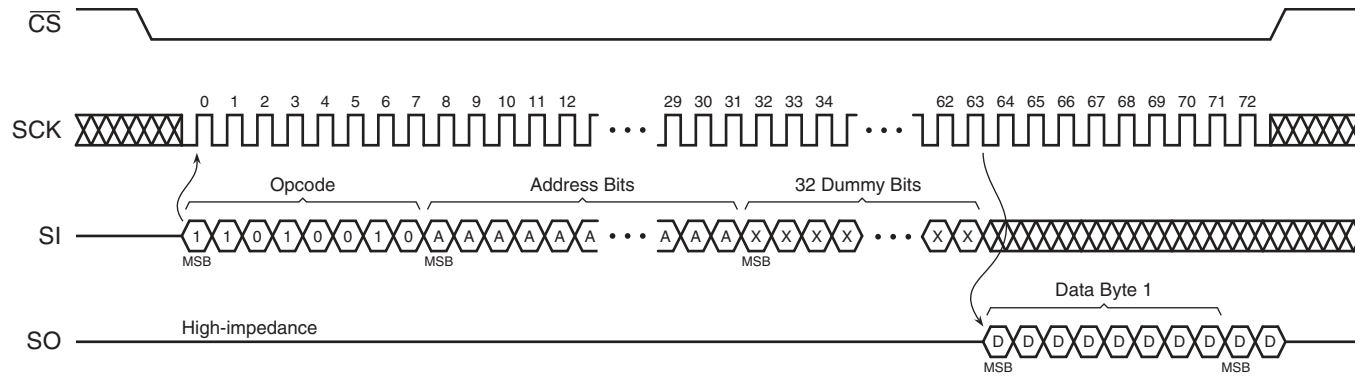 CS
0 1 2 3 4 5 6 7 8 9 10 11 12 29 30 31 32 33 34 62 63 64 65 66 67 68 69 70 71 72
SCK
Opcode Address Bits 32 Dummy Bits
SI 1 1 0 1 0 0 1 0 A A A A A A A A A X X X X X X
MSB MSB MSB
Data Byte 1
High-impedance
SO D D D D D D D D D D
MSB MSB